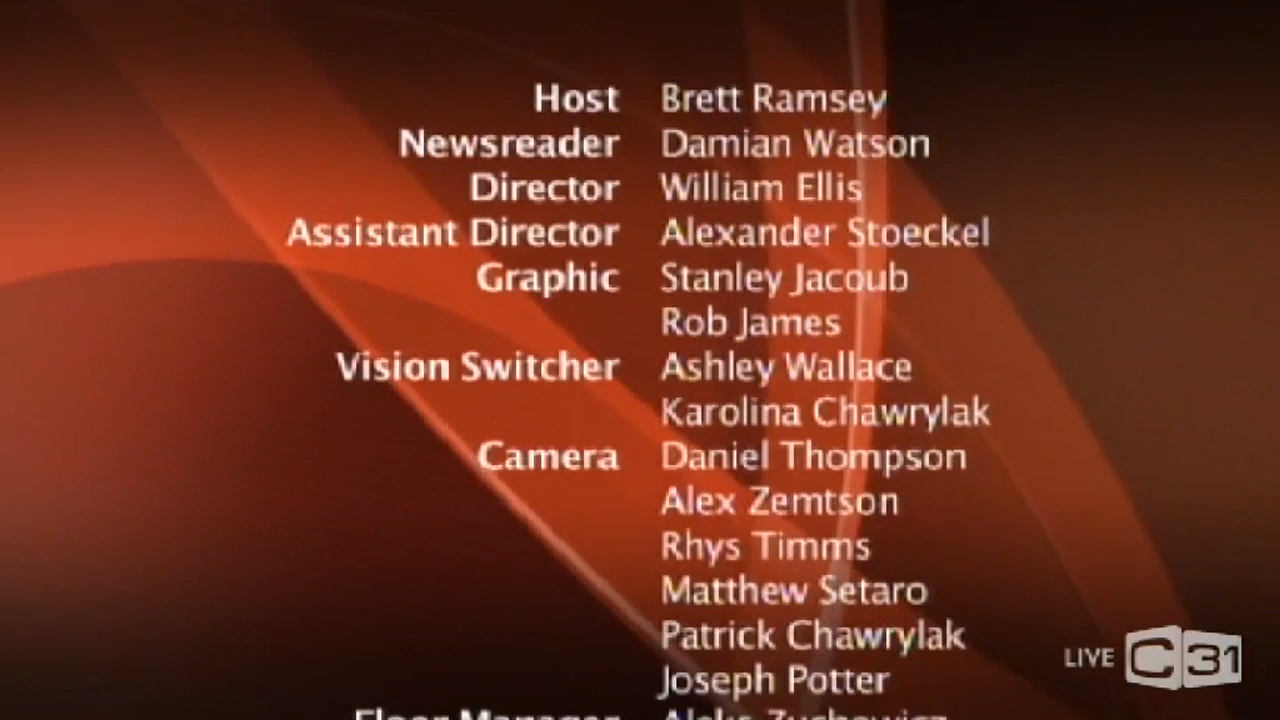 Host Brett Ramsey
Newsreader Damian Watson
Director William Ellis
Assistant Director Alexander Stoeckel
Graphic Stanley Jacoub
Rob James
Vision Switcher Ashley Wallace
Karolina Chawrylak
Camera Daniel Thompson
Alex Zemtson
Rhys Timms
Matthew Setaro
Patrick Chawrylak
Joseph Potter
Floor Manager
LIVE C31